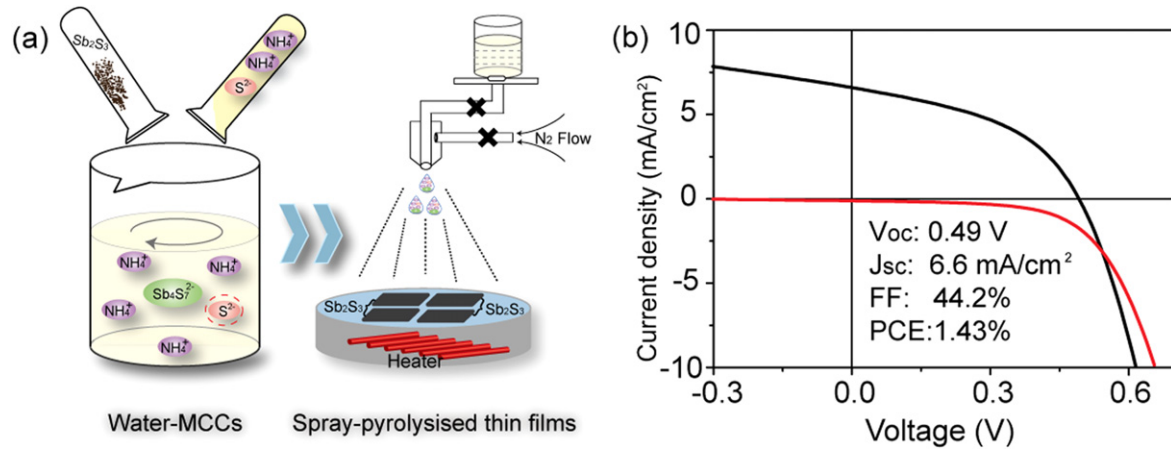 (a)
Sb₂S₃
NH₄⁺
NH₄⁺
S²⁻
N₂ Flow
NH₄⁺
NH₄⁺
Sb₄S₇²⁻
NH₄⁺
S²⁻
NH₄⁺
Sb₂S₃
Sb₂S₃
Heater
Water-MCCs
Spray-pyrolysised thin films
(b)
Current density (mA/cm²)
10
5
0
-5
-10
Voc: 0.49 V
Jsc: 6.6 mA/cm²
FF: 44.2%
PCE:1.43%
-0.3
0.0
0.3
0.6
Voltage (V)